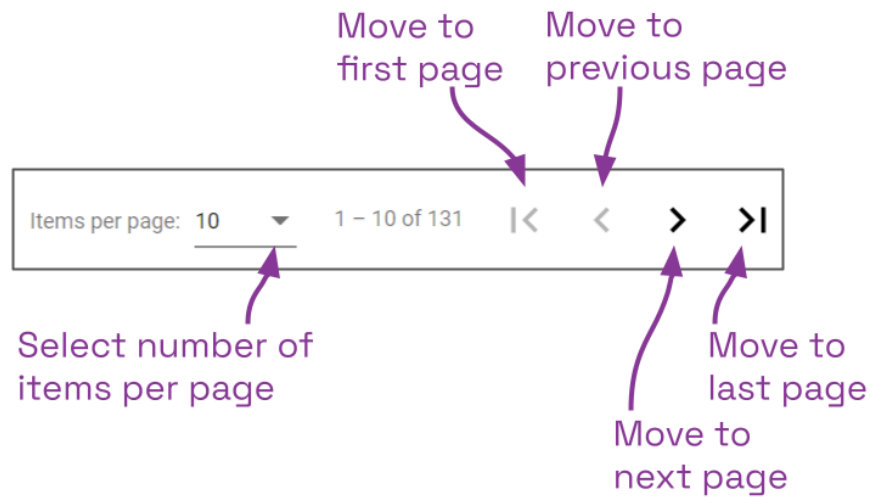 Move to
first page
Move to
previous page
Items per page: 10
1 – 10 of 131
Select number of
items per page
Move to
last page
Move to
next page